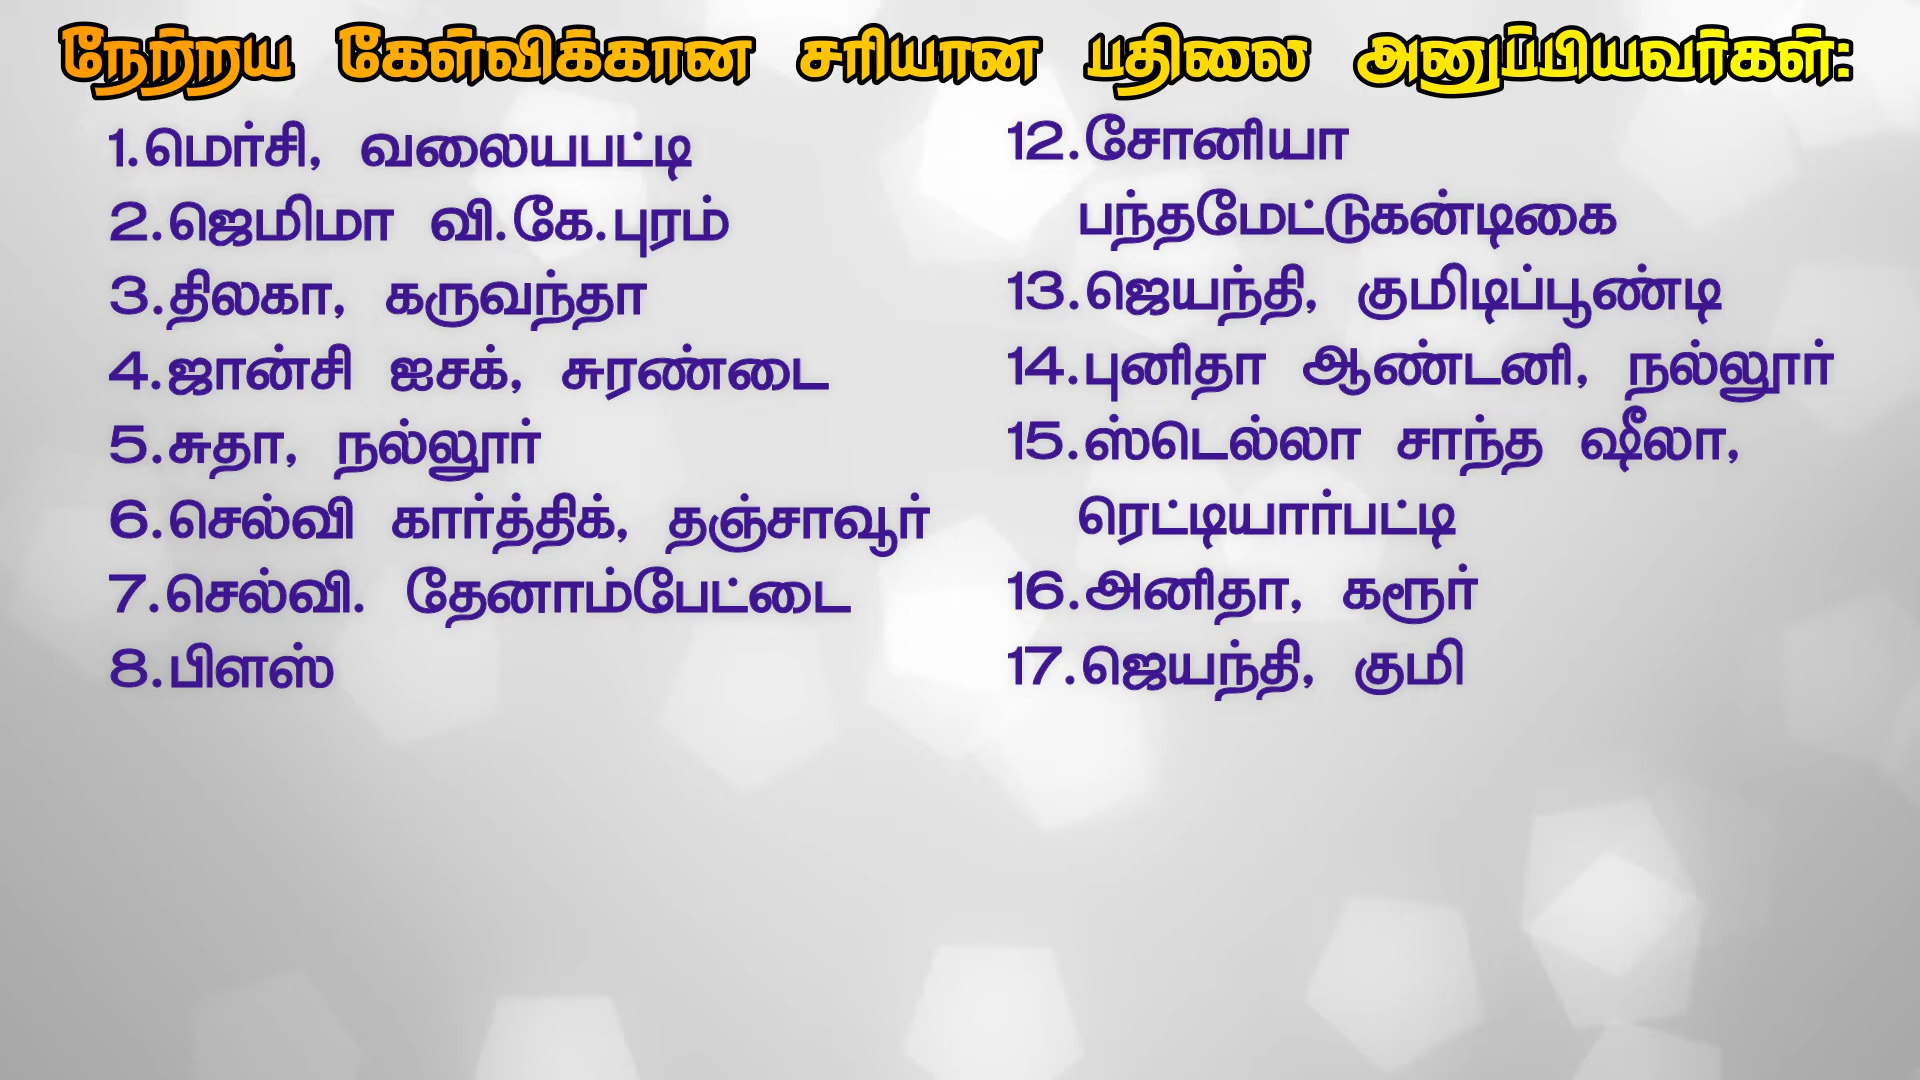 நேற்றய கேள்விக்கான சரியான பதிலை அனுப்பியவர்கள்:
1.மெர்சி, வலையபட்டி
2.ஜெமிமா வி.கே.புரம்
3.திலகா, கருவந்தா
4.ஜான்சி ஐசக், சுரண்டை
5.சுதா, நல்லூர்
6.செல்வி கார்த்திக், தஞ்சாவூர்
7.செல்வி. தேனாம்பேட்டை
8.பிளஸ்
12.சோனியா
பந்தமேட்டுகன்டிகை
13.ஜெயந்தி, குமிடிப்பூண்டி
14.புனிதா ஆண்டனி, நல்லூர்
15.ஸ்டெல்லா சாந்த ஷீலா,
ரெட்டியார்பட்டி
16.அனிதா, கரூர்
17.ஜெயந்தி, குமி